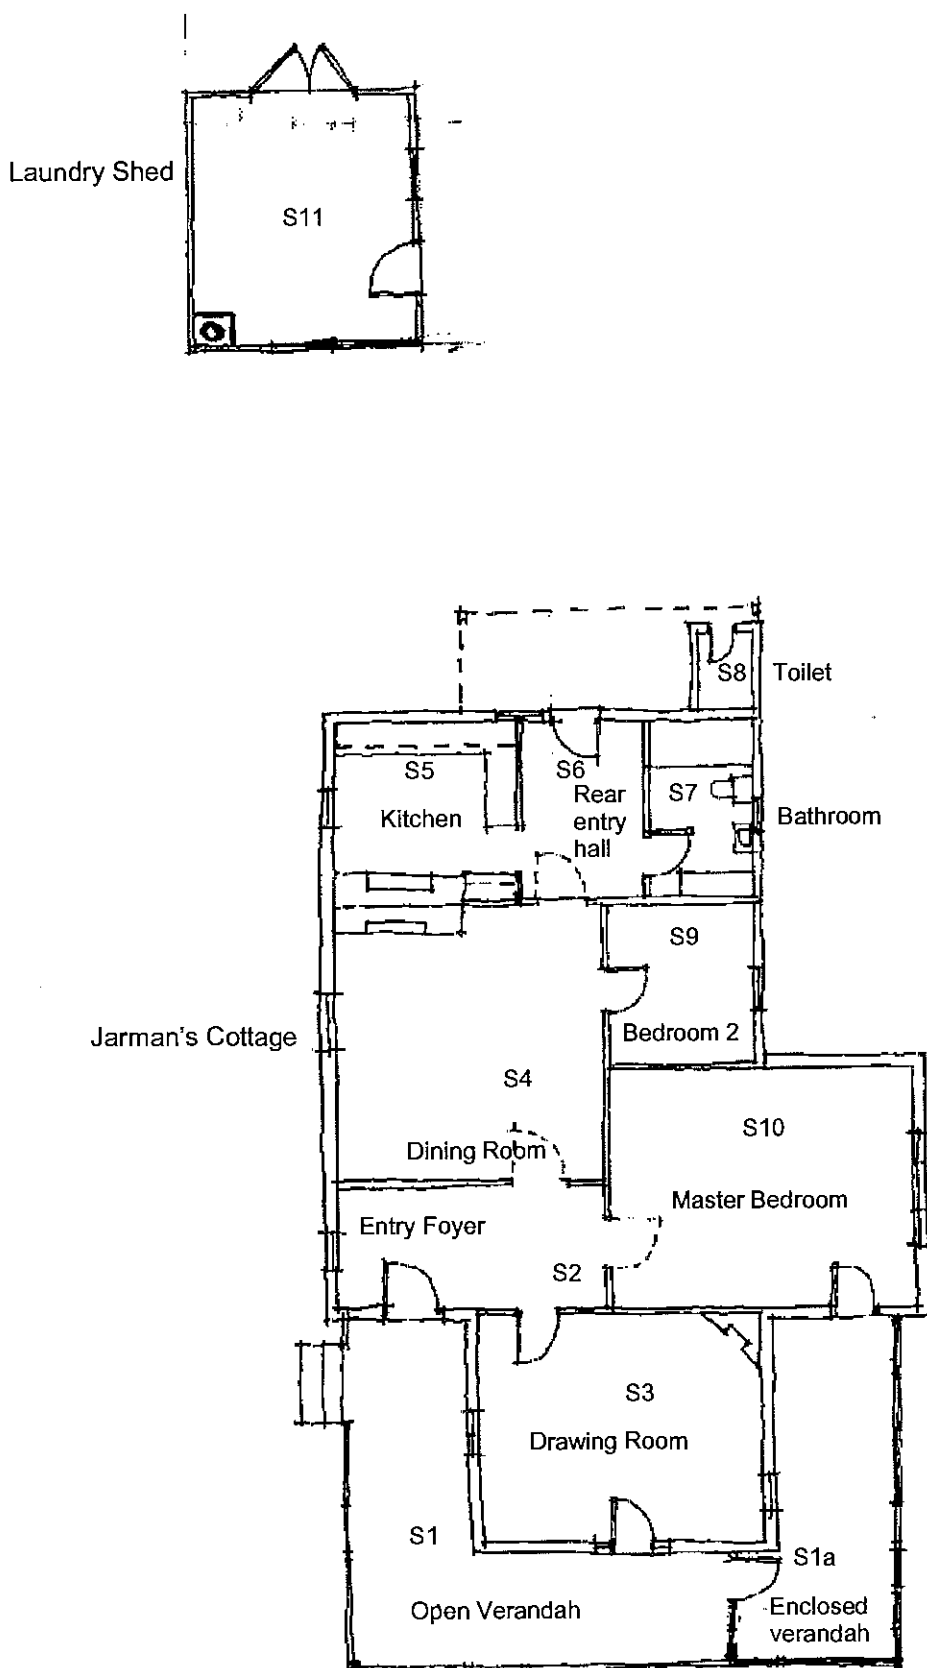 Laundry Shed
S11
S8
Toilet
S5
S6
S7
Kitchen
Rear
entry
hall
Bathroom
S9
Jarman's Cottage
Bedroom 2
S4
S10
Dining Room
Master Bedroom
Entry Foyer
S2
S3
Drawing Room
S1
S1a
Open Verandah
Enclosed
verandah